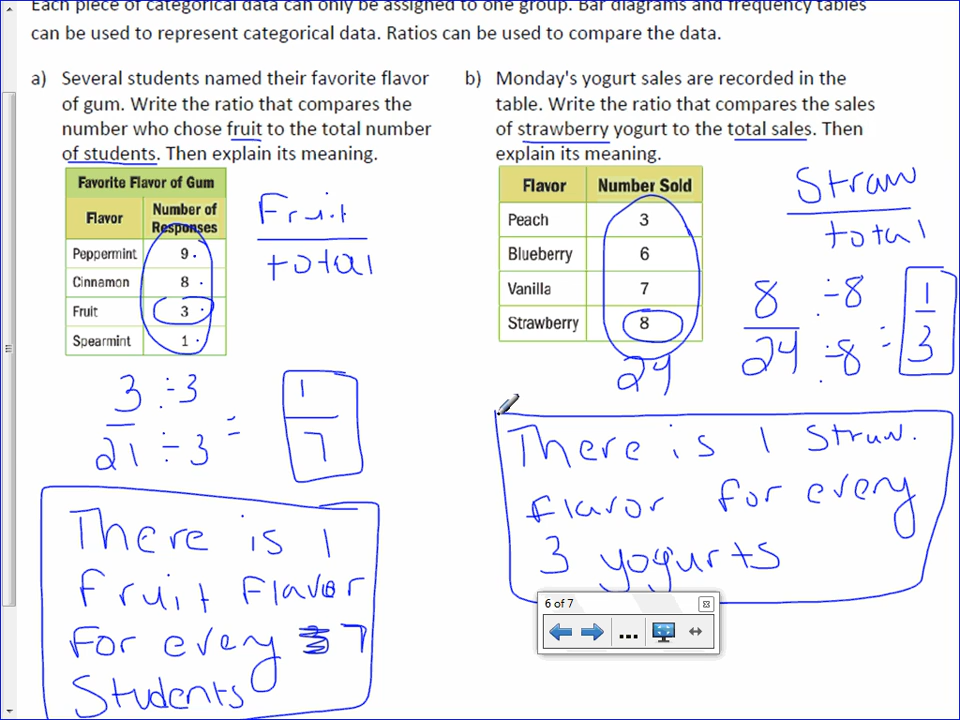 Each piece of categorical data can only be assigned to one group. Bar diagrams and frequency tables
can be used to represent categorical data. Ratios can be used to compare the data.
a) Several students named their favorite flavor
of gum. Write the ratio that compares the
number who chose fruit to the total number
of students. Then explain its meaning.
Favorite Flavor of Gum
Flavor Number of Responses
Peppermint 9
Cinnamon 8
Fruit 3
Spearmint 1
Fruit
total
3 ÷3
21 ÷3
=
1
7
There is 1
Fruit Flavor
For every 7
Students
b) Monday's yogurt sales are recorded in the
table. Write the ratio that compares the sales
of strawberry yogurt to the total sales. Then
explain its meaning.
Flavor Number Sold
Peach 3
Blueberry 6
Vanilla 7
Strawberry 8
24
Straw
total
8 ÷8
24 ÷8
=
1
3
There is 1 Straw.
Flavor for every
3 yogurts
6 of 7
...